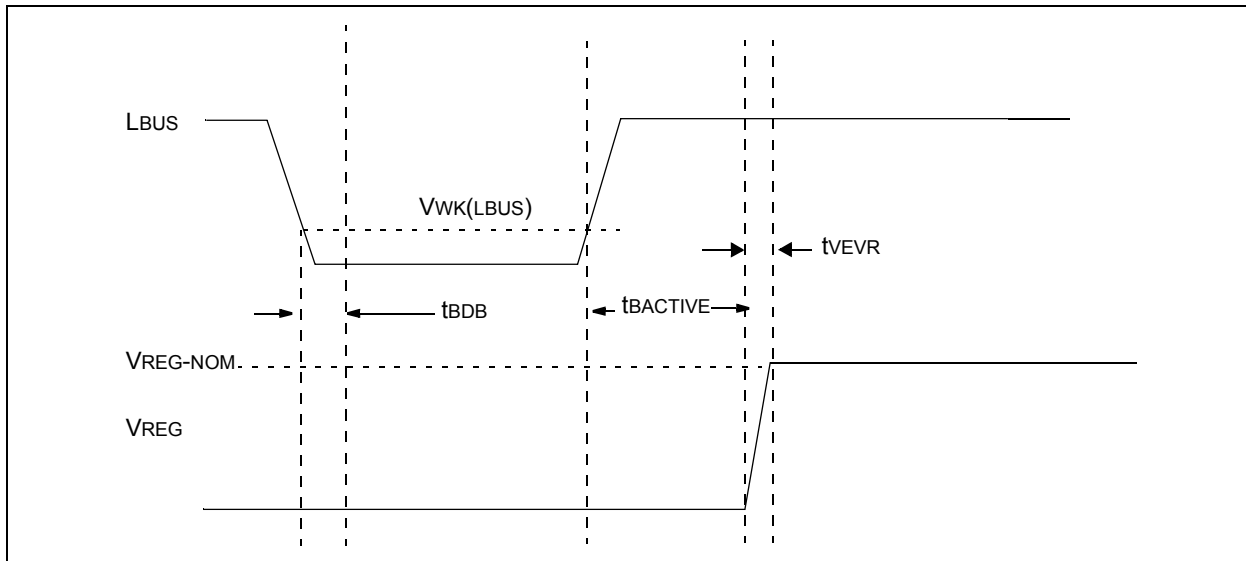 LBUS
VWK(LBUS)
tVEVR
tBDB
tBACTIVE
VREG-NOM
VREG